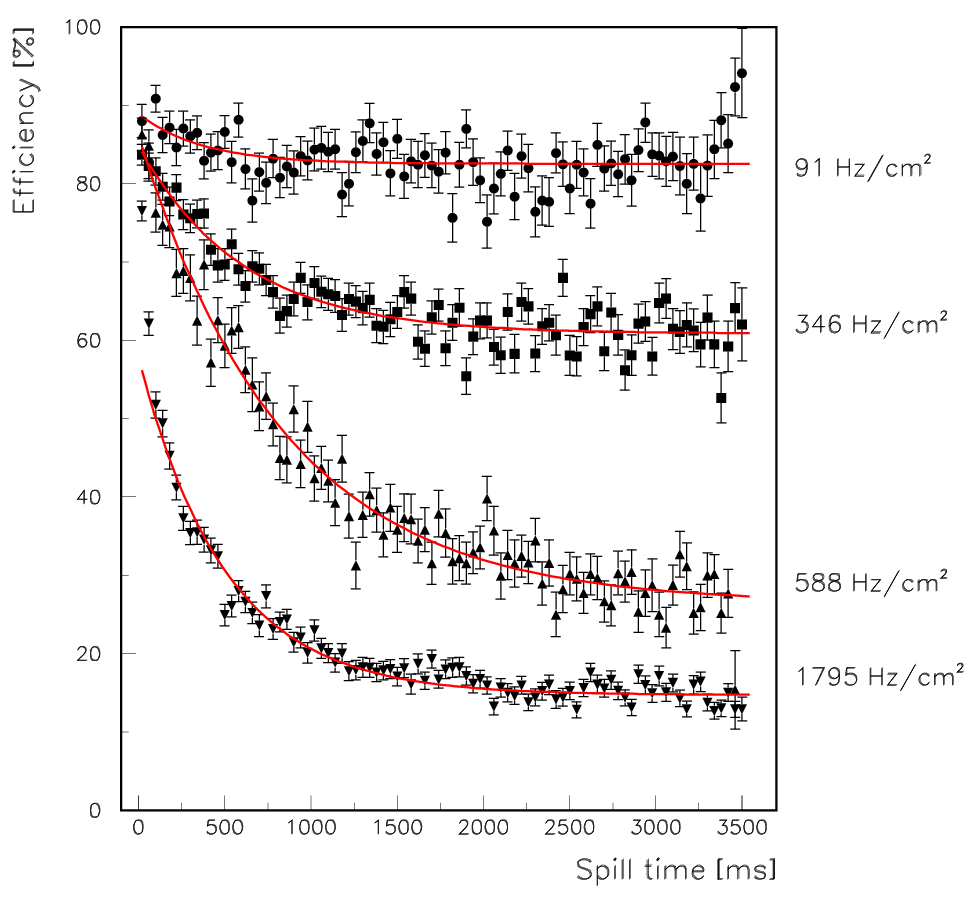 Efficiency [%]
100
80
60
40
20
0
91 Hz/cm²
346 Hz/cm²
588 Hz/cm²
1795 Hz/cm²
0 500 1000 1500 2000 2500 3000 3500
Spill time [ms]